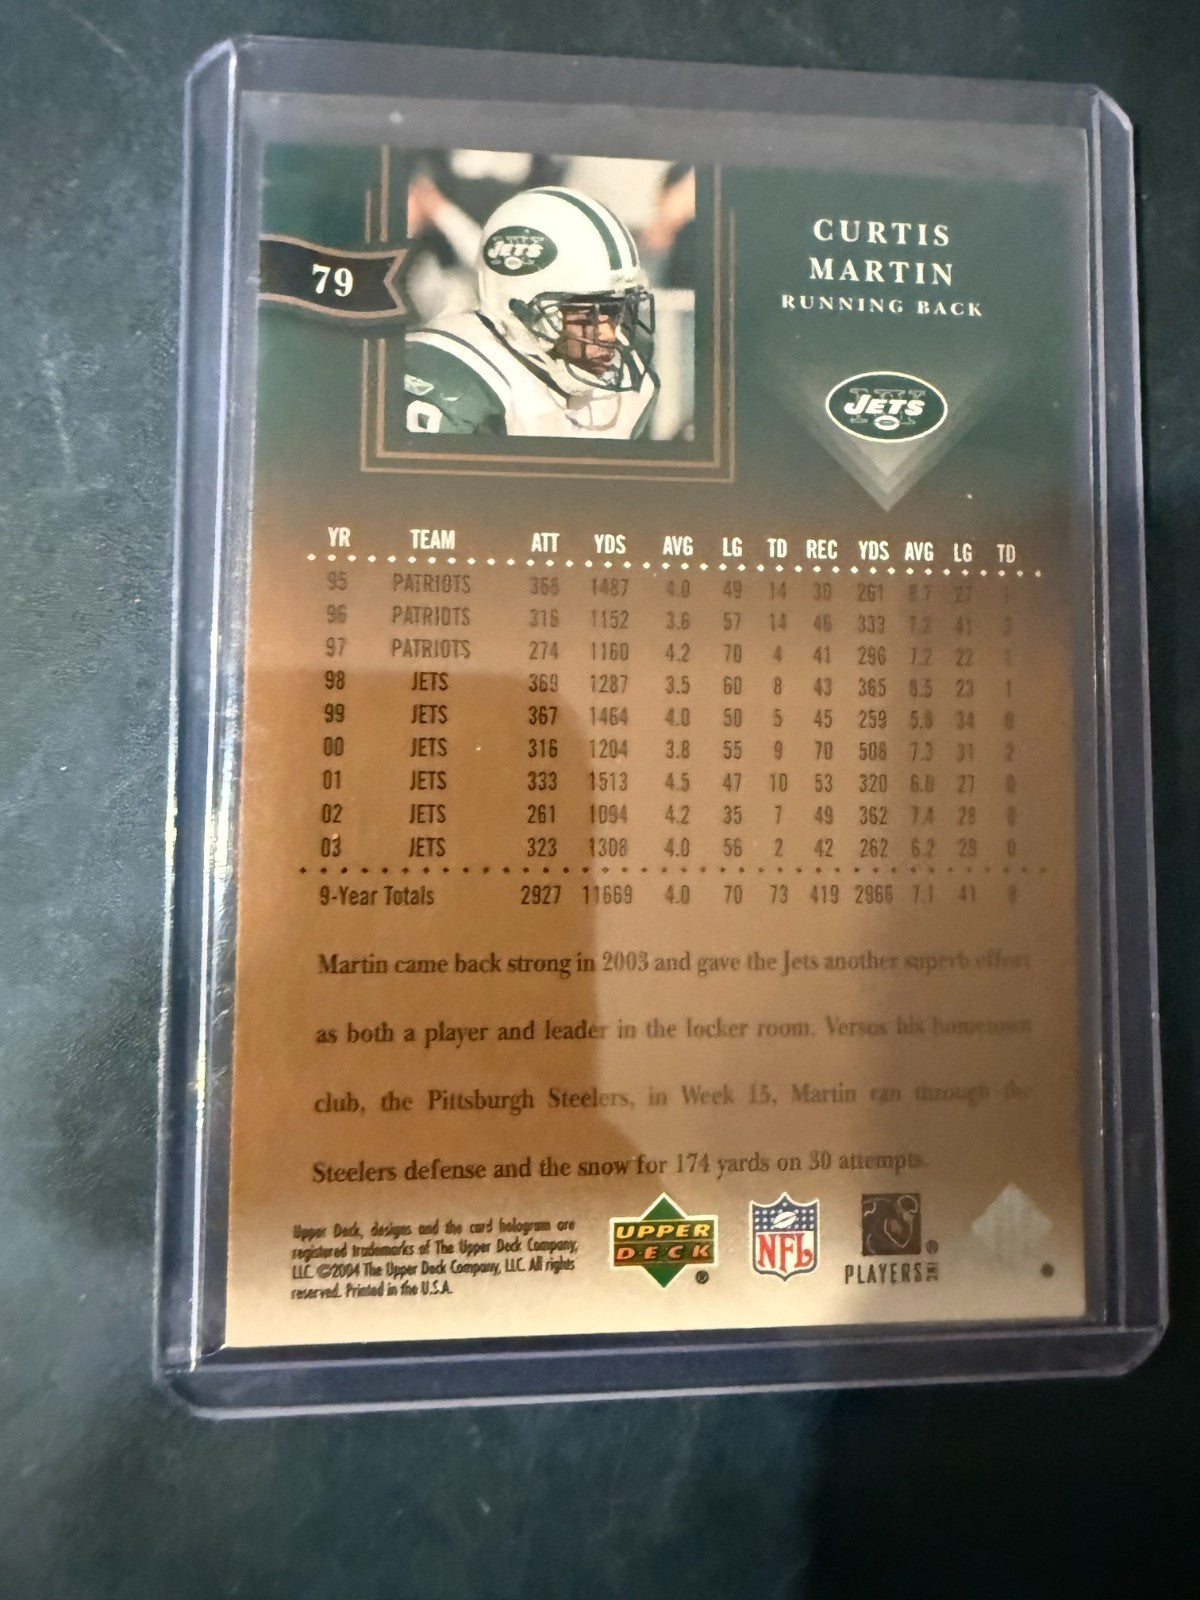 79
JETS
CURTIS
MARTIN
RUNNING BACK
NY JETS
YR TEAM ATT YDS AVG LG TD REC YDS AVG LG TD
95 PATRIOTS 368 1487 4.0 49 14 30 261 8.7 27 1
96 PATRIOTS 316 1152 3.6 57 14 46 333 7.2 41 3
97 PATRIOTS 274 1160 4.2 70 4 41 296 7.2 22 1
98 JETS 369 1287 3.5 60 8 43 365 8.5 23 1
99 JETS 367 1464 4.0 50 5 45 259 5.8 34 0
00 JETS 316 1204 3.8 55 9 70 508 7.3 31 2
01 JETS 333 1513 4.5 47 10 53 320 6.0 27 0
02 JETS 261 1094 4.2 35 7 49 362 7.4 28 0
03 JETS 323 1308 4.0 56 2 42 262 6.2 29 0
9-Year Totals 2927 11669 4.0 70 73 419 2966 7.1 41 8
Martin came back strong in 2003 and gave the Jets another superb effort
as both a player and leader in the locker room. Versus his hometown
club, the Pittsburgh Steelers, in Week 15, Martin ran through the
Steelers defense and the snow for 174 yards on 30 attempts.
Upper Deck, designs and the card hologram are
registered trademarks of The Upper Deck Company,
LLC. ©2004 The Upper Deck Company, LLC. All rights
reserved. Printed in the U.S.A.
UPPER
DECK
®
NFL
®
PLAYERS INC